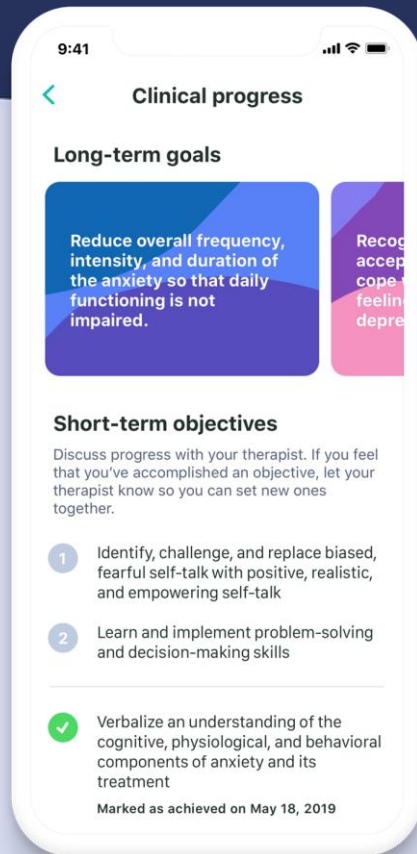 9:41
Clinical progress
Long-term goals
Reduce overall frequency,
intensity, and duration of
the anxiety so that daily
functioning is not
impaired.
Short-term objectives
Discuss progress with your therapist. If you feel
that you've accomplished an objective, let your
therapist know so you can set new ones
together.
1
Identify, challenge, and replace biased,
fearful self-talk with positive, realistic,
and empowering self-talk
2
Learn and implement problem-solving
and decision-making skills
Verbalize an understanding of the
cognitive, physiological, and behavioral
components of anxiety and its
treatment
Marked as achieved on May 18, 2019